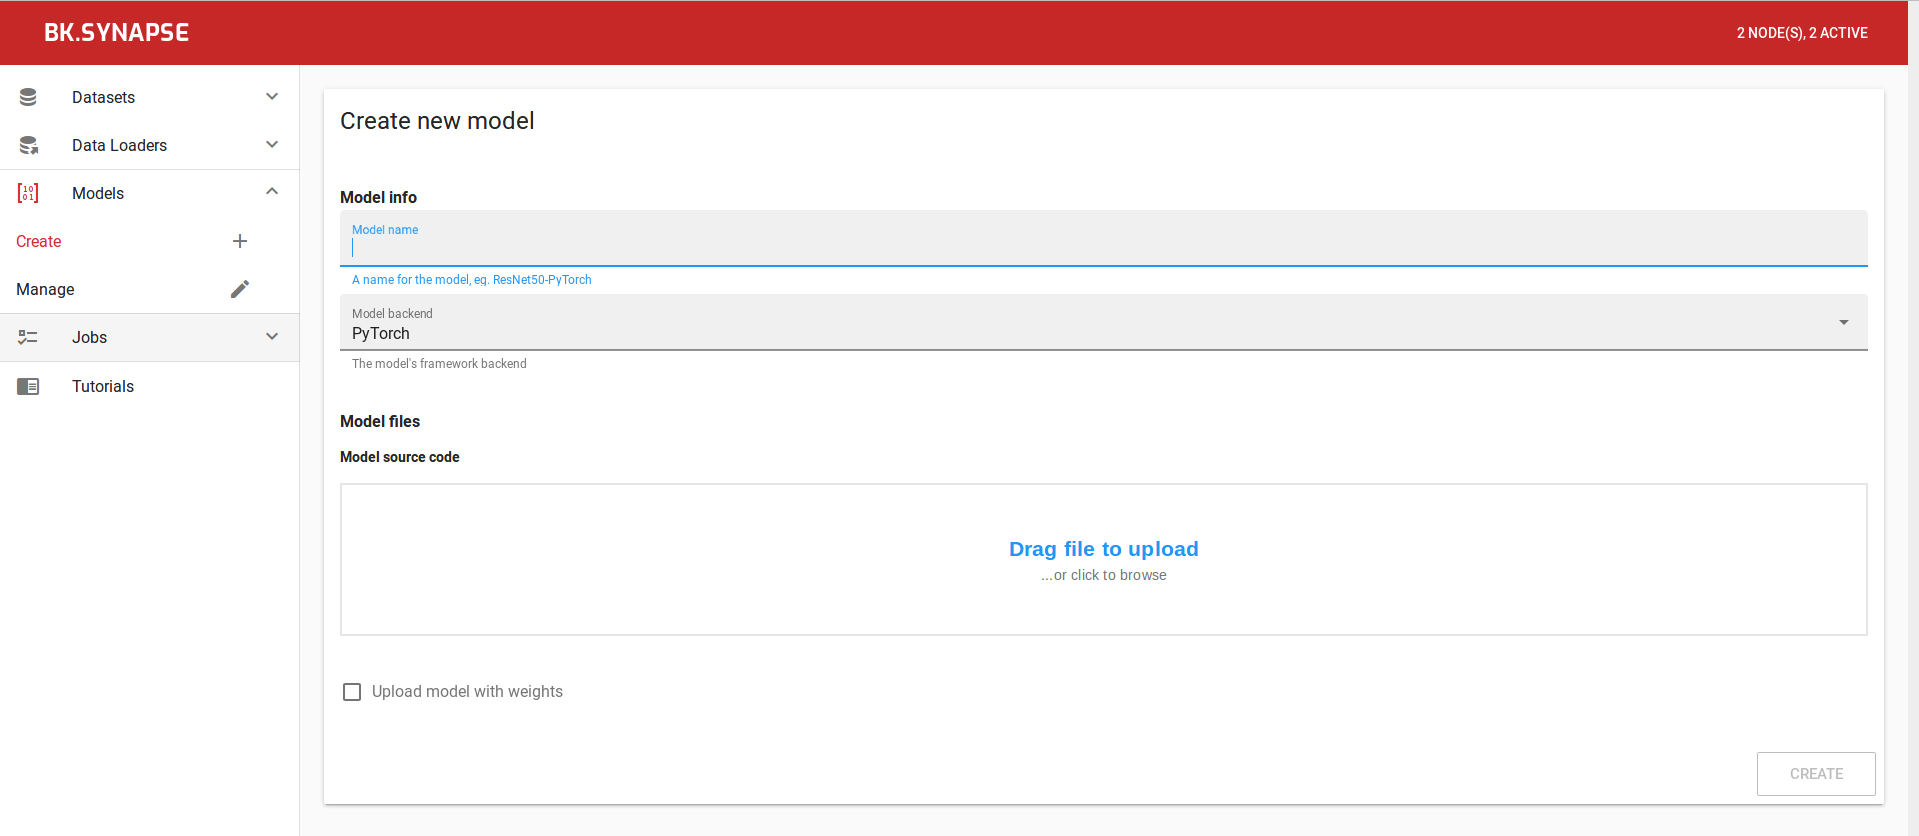 BK.SYNAPSE
2 NODE(S), 2 ACTIVE
Datasets
Data Loaders
Models
Create
Manage
Jobs
Tutorials
Create new model
Model info
Model name
A name for the model, eg. ResNet50-PyTorch
Model backend
PyTorch
The model's framework backend
Model files
Model source code
Drag file to upload
...or click to browse
Upload model with weights
CREATE